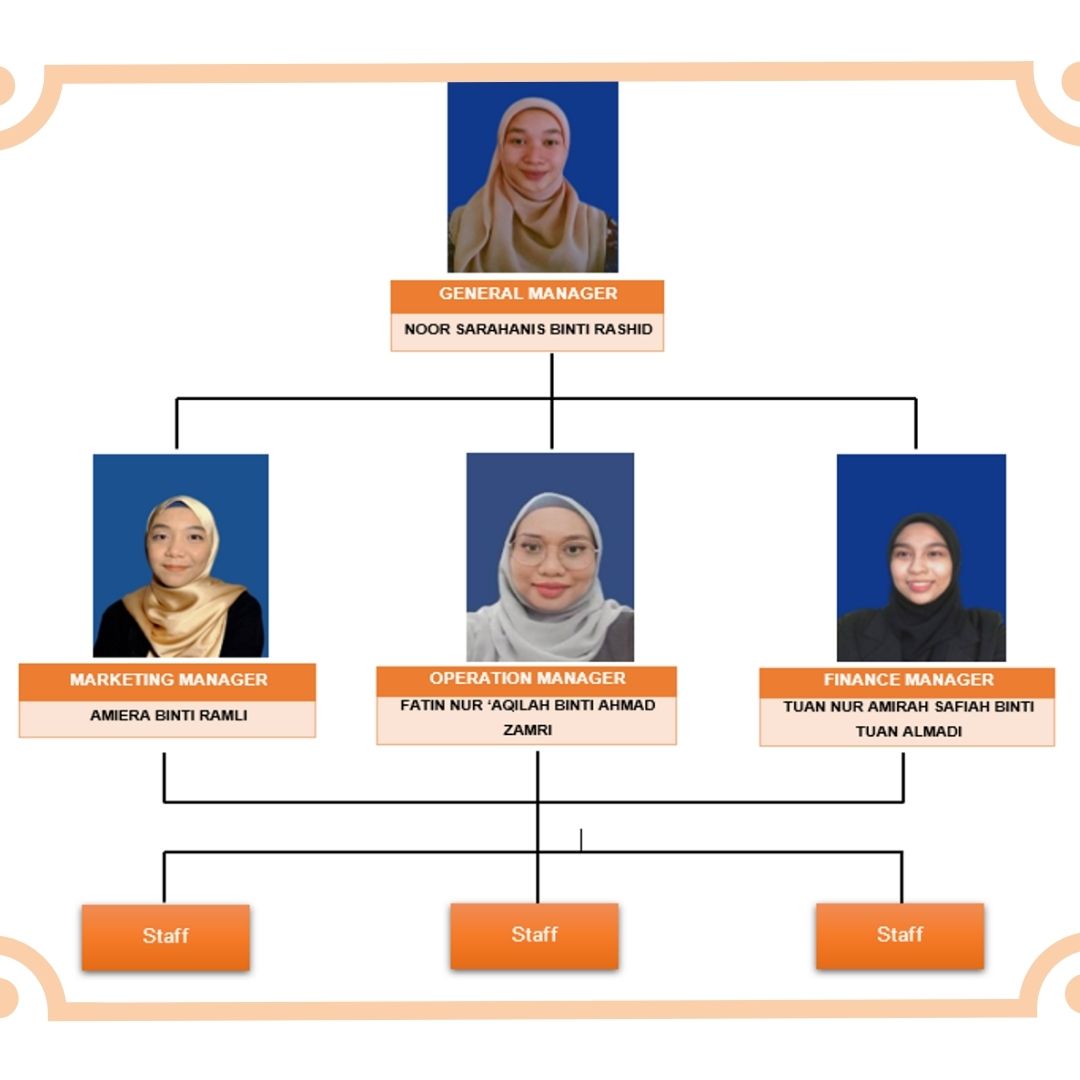 GENERAL MANAGER
NOOR SARAHANIS BINTI RASHID
MARKETING MANAGER
AMIERA BINTI RAMLI
OPERATION MANAGER
FATIN NUR ‘AQILAH BINTI AHMAD
ZAMRI
FINANCE MANAGER
TUAN NUR AMIRAH SAFIAH BINTI
TUAN ALMADI
Staff
Staff
Staff